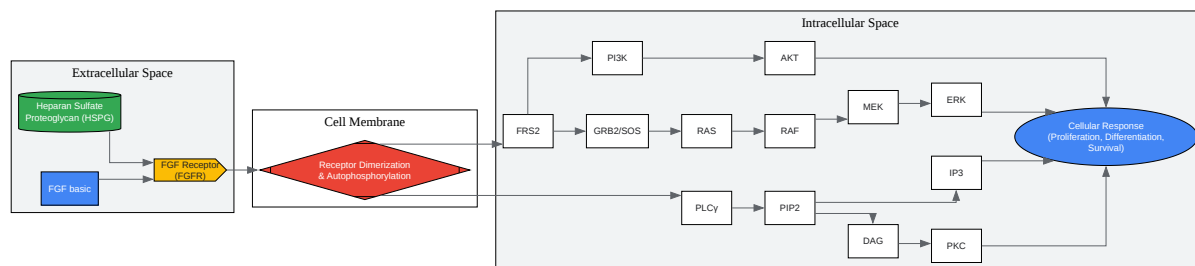 Extracellular Space
Heparan Sulfate
Proteoglycan (HSPG)
FGF basic
FGF Receptor
(FGFR)
Cell Membrane
Receptor Dimerization
& Autophosphorylation
Intracellular Space
PI3K
AKT
FRS2
GRB2/SOS
RAS
RAF
MEK
ERK
Cellular Response
(Proliferation, Differentiation,
Survival)
PLCγ
PIP2
IP3
DAG
PKC